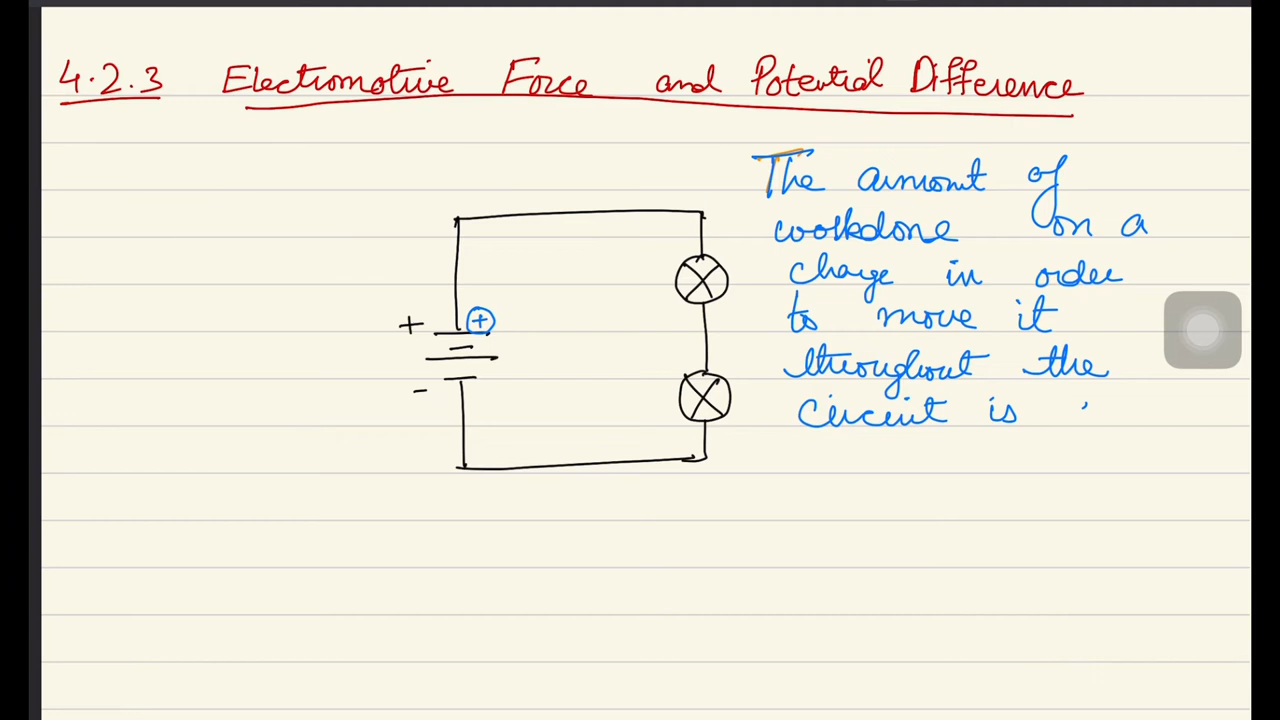 4.2.3 Electromotive Force and Potential Difference
The amount of
workdone on a
charge in order
+ +
to move it
throughout the
-
circuit is